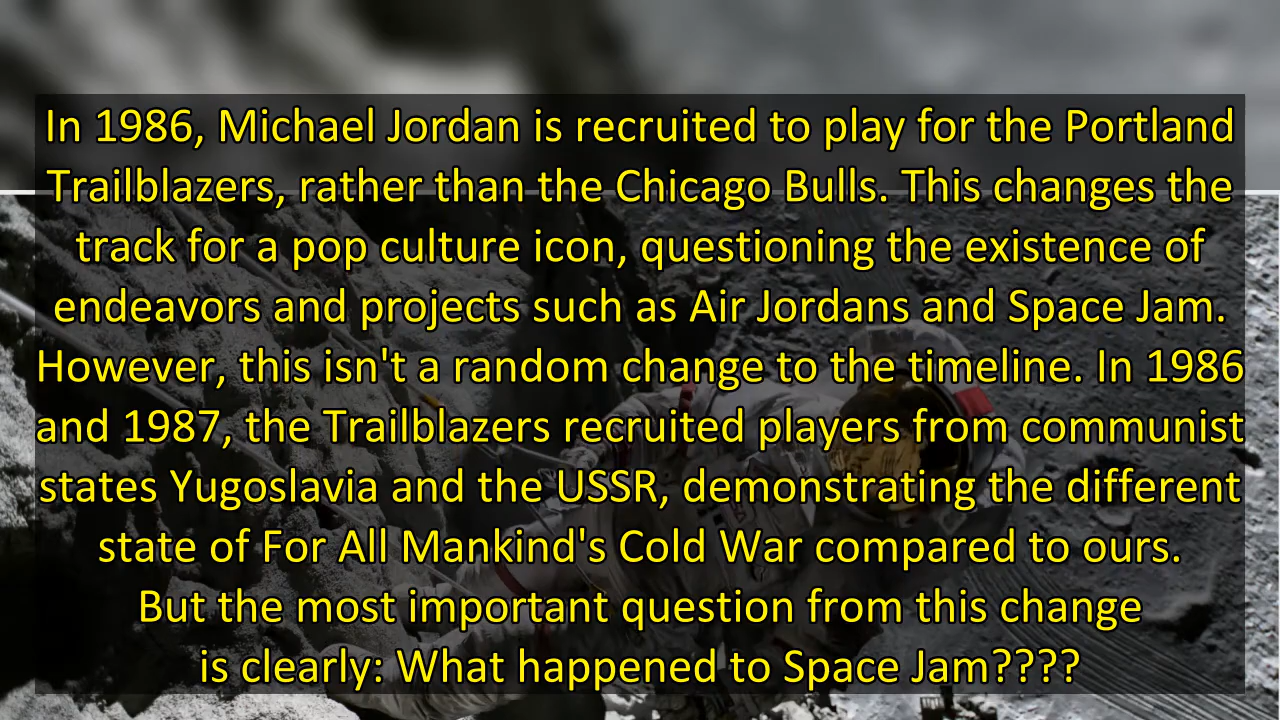 In 1986, Michael Jordan is recruited to play for the Portland
Trailblazers, rather than the Chicago Bulls. This changes the
track for a pop culture icon, questioning the existence of
endeavors and projects such as Air Jordans and Space Jam.
However, this isn't a random change to the timeline. In 1986
and 1987, the Trailblazers recruited players from communist
states Yugoslavia and the USSR, demonstrating the different
state of For All Mankind's Cold War compared to ours.
But the most important question from this change
is clearly: What happened to Space Jam????